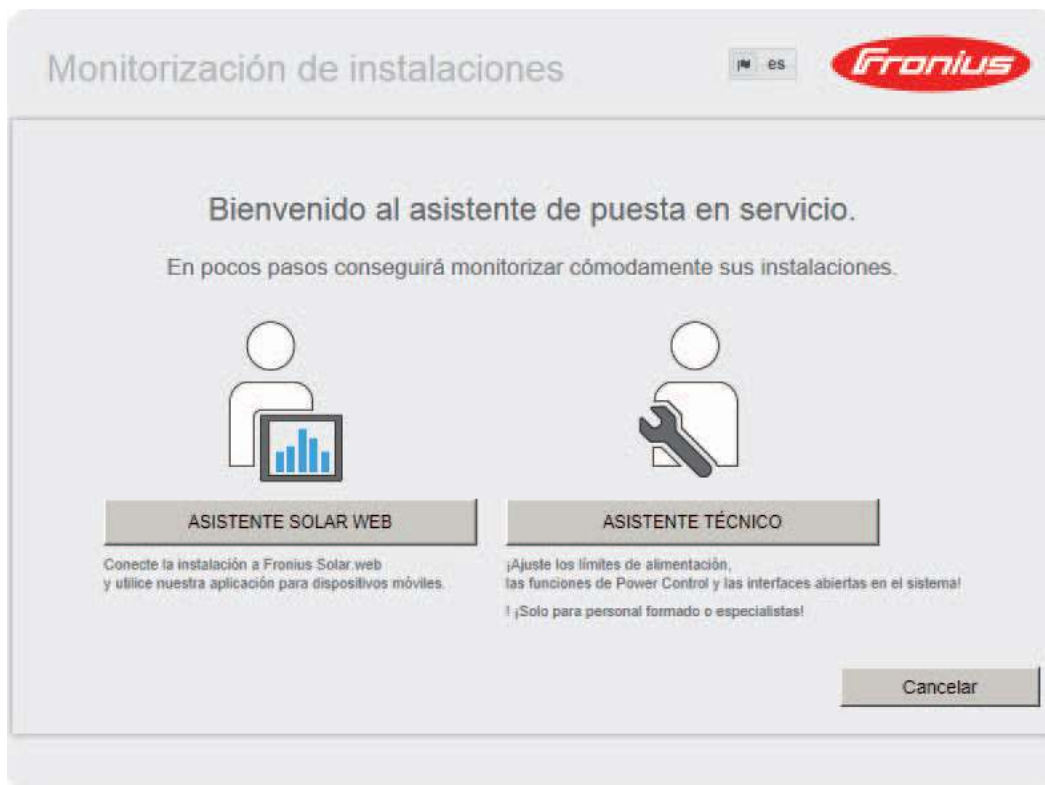 Monitorización de instalaciones
es
Fronius
Bienvenido al asistente de puesta en servicio.
En pocos pasos conseguirá monitorizar cómodamente sus instalaciones.
ASISTENTE SOLAR WEB
ASISTENTE TÉCNICO
Conecte la instalación a Fronius Solar.web
y utilice nuestra aplicación para dispositivos móviles.
¡Ajuste los límites de alimentación,
las funciones de Power Control y las interfaces abiertas en el sistema!
! ¡Solo para personal formado o especialistas!
Cancelar